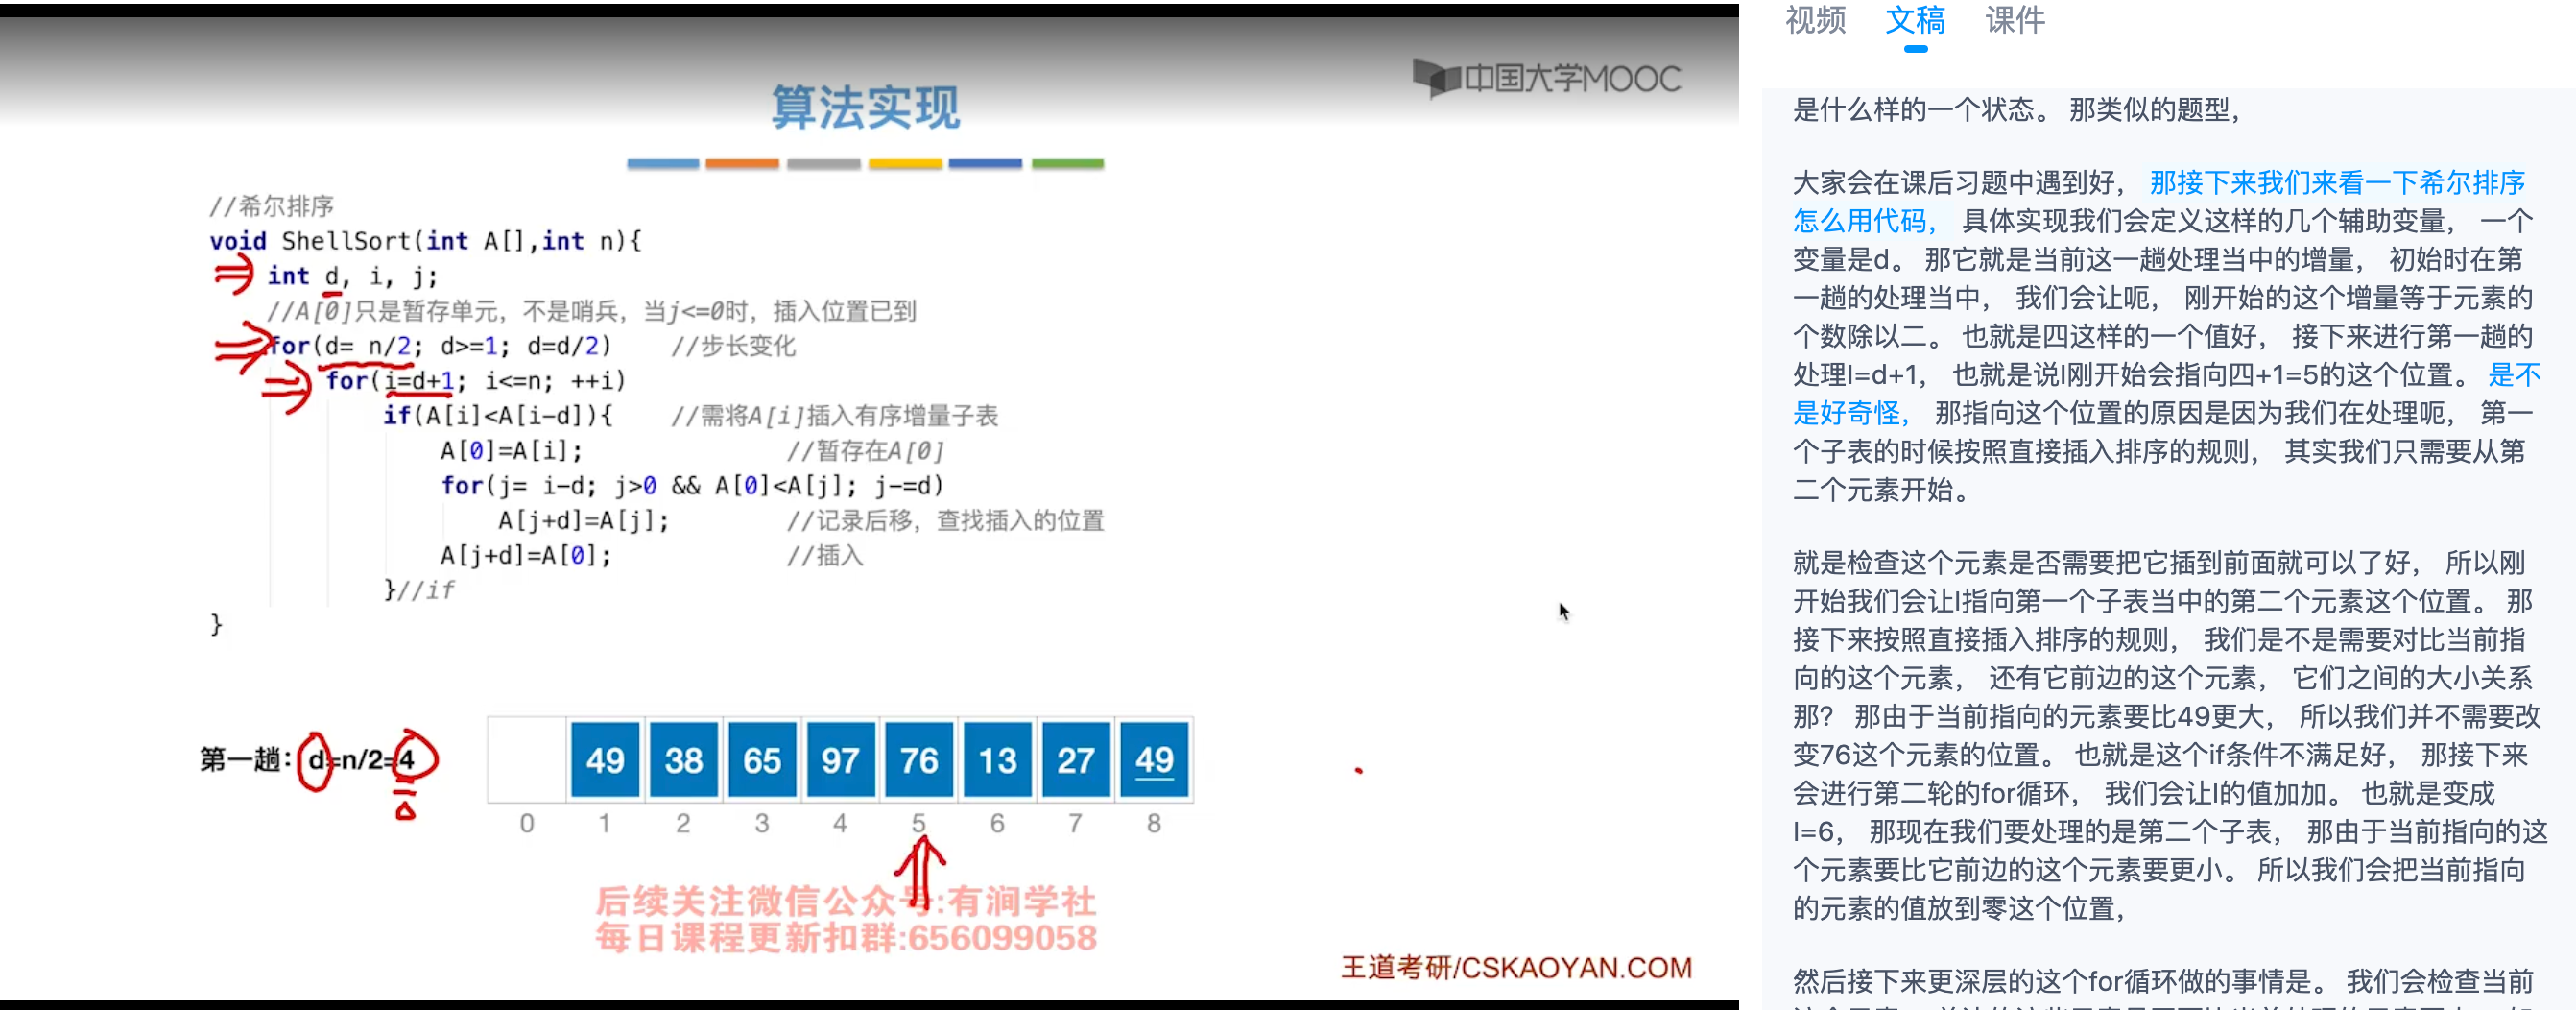 中国大学MOOC
算法实现
//希尔排序
void ShellSort(int A[],int n){
int d, i, j;
//A[0]只是暂存单元，不是哨兵，当j<=0时，插入位置已到
for(d= n/2; d>=1; d=d/2) //步长变化
for(i=d+1; i<=n; ++i)
if(A[i]<A[i-d]){ //需将A[i]插入有序增量子表
A[0]=A[i]; //暂存在A[0]
for(j= i-d; j>0 && A[0]<A[j]; j-=d)
A[j+d]=A[j]; //记录后移，查找插入的位置
A[j+d]=A[0]; //插入
}//if
}
第一趟：d=n/2=4
49 38 65 97 76 13 27 49
0 1 2 3 4 5 6 7 8
后续关注微信公众号:有润学社
每日课程更新扣群:656099058
王道考研/CSKAOYAN.COM
视频 文稿 课件
是什么样的一个状态。 那类似的题型，
大家会在课后习题中遇到好， 那接下来我们来看一下希尔排序
怎么用代码， 具体实现我们会定义这样的几个辅助变量， 一个
变量是d。 那它就是当前这一趟处理当中的增量， 初始时在第
一趟的处理当中， 我们会让呃， 刚开始的这个增量等于元素的
个数除以二。 也就是四这样的一个值好， 接下来进行第一趟的
处理I=d+1， 也就是说I刚开始会指向四+1=5的这个位置。 是不
是好奇怪， 那指向这个位置的原因是因为我们在处理呃， 第一
个子表的时候按照直接插入排序的规则， 其实我们只需要从第
二个元素开始。
就是检查这个元素是否需要把它插到前面就可以了好， 所以刚
开始我们会让I指向第一个子表当中的第二个元素这个位置。 那
接下来按照直接插入排序的规则， 我们是不是需要对比当前指
向的这个元素， 还有它前边的这个元素， 它们之间的大小关系
那? 那由于当前指向的元素要比49更大， 所以我们并不需要改
变76这个元素的位置。 也就是这个if条件不满足好， 那接下来
会进行第二轮的for循环， 我们会让I的值加加。 也就是变成
I=6， 那现在我们要处理的是第二个子表， 那由于当前指向的这
个元素要比它前边的这个元素要更小。 所以我们会把当前指向
的元素的值放到零这个位置，
然后接下来更深层的这个for循环做的事情是。 我们会检查当前